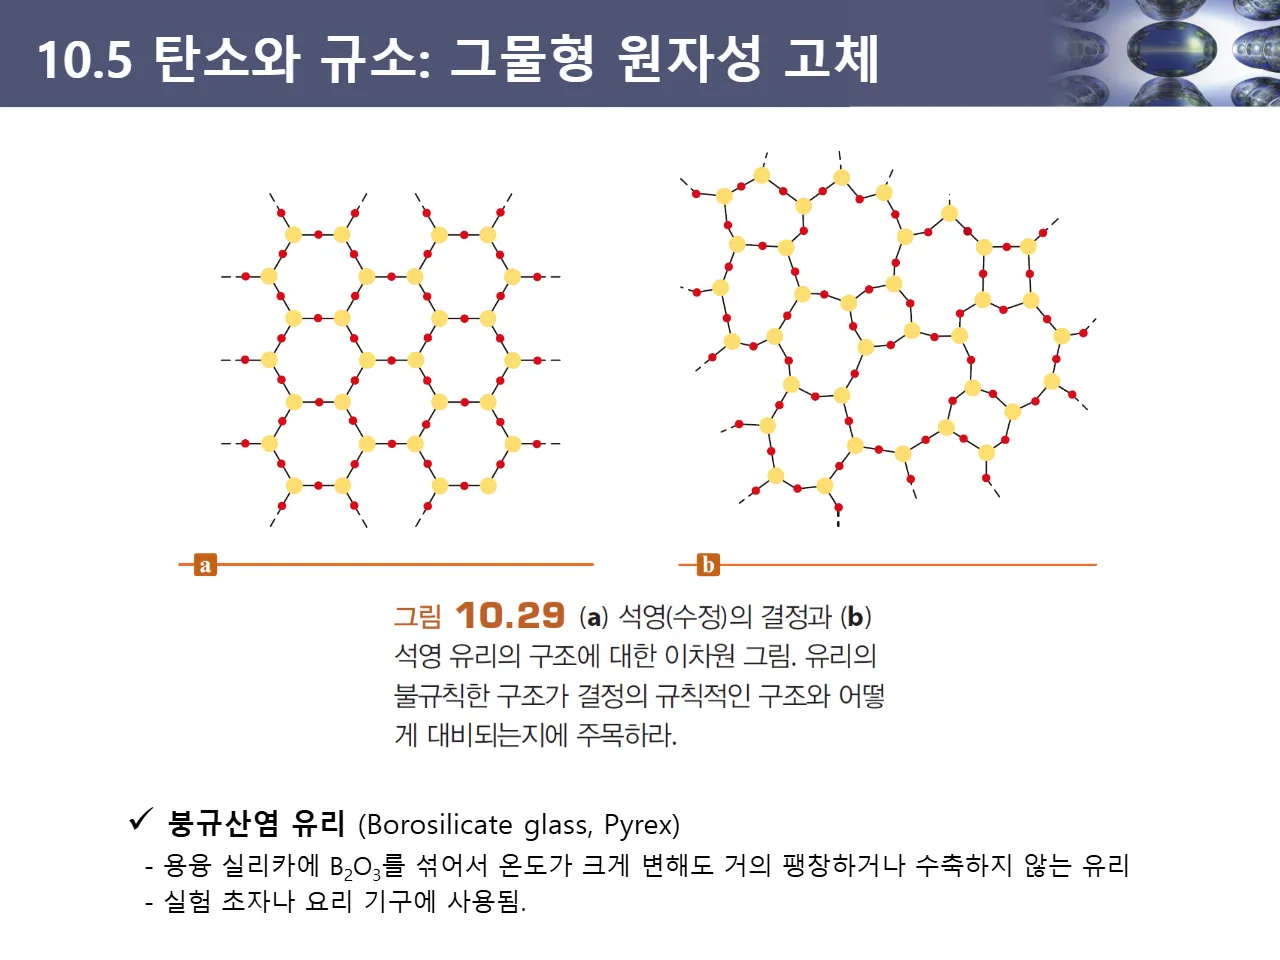 10.5 탄소와 규소: 그물형 원자성 고체
a
b
그림 10.29 (a) 석영(수정)의 결정과 (b)
석영 유리의 구조에 대한 이차원 그림. 유리의
불규칙한 구조가 결정의 규칙적인 구조와 어떻
게 대비되는지에 주목하라.
✓ 붕규산염 유리 (Borosilicate glass, Pyrex)
- 용융 실리카에 B₂O₃를 섞어서 온도가 크게 변해도 거의 팽창하거나 수축하지 않는 유리
- 실험 초자나 요리 기구에 사용됨.